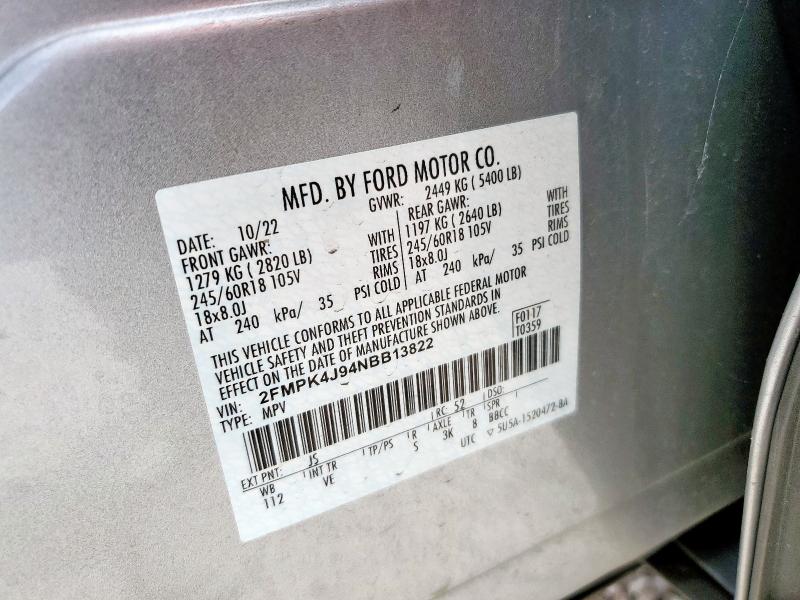 MFD. BY FORD MOTOR CO.
DATE: 10/22 GVWR: 2449 KG ( 5400 LB)
FRONT GAWR: REAR GAWR:
1279 KG ( 2820 LB) WITH 1197 KG ( 2640 LB) WITH
245/60R18 105V TIRES 245/60R18 105V TIRES
18x8.0J RIMS 18x8.0J RIMS
AT 240 kPa/ 35 PSI COLD AT 240 kPa/ 35 PSI COLD
THIS VEHICLE CONFORMS TO ALL APPLICABLE FEDERAL MOTOR
VEHICLE SAFETY AND THEFT PREVENTION STANDARDS IN
EFFECT ON THE DATE OF MANUFACTURE SHOWN ABOVE.
VIN: 2FMPK4J94NBB13822 F0117
TYPE: MPV T0359
EXT PNT: JS RC: 52 DSO:
WB INT TR TP/PS R AXLE TR SPR
112 VE S 3K 8 BBCC
UTC ▽ 5U5A-1520472-BA